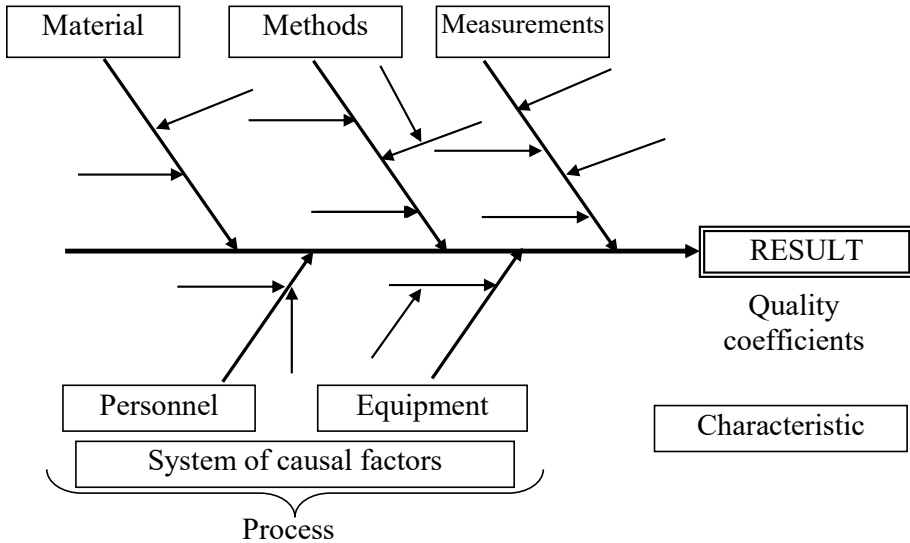 Material
Methods
Measurements
RESULT
Quality
coefficients
Personnel
Equipment
Characteristic
System of causal factors
Process